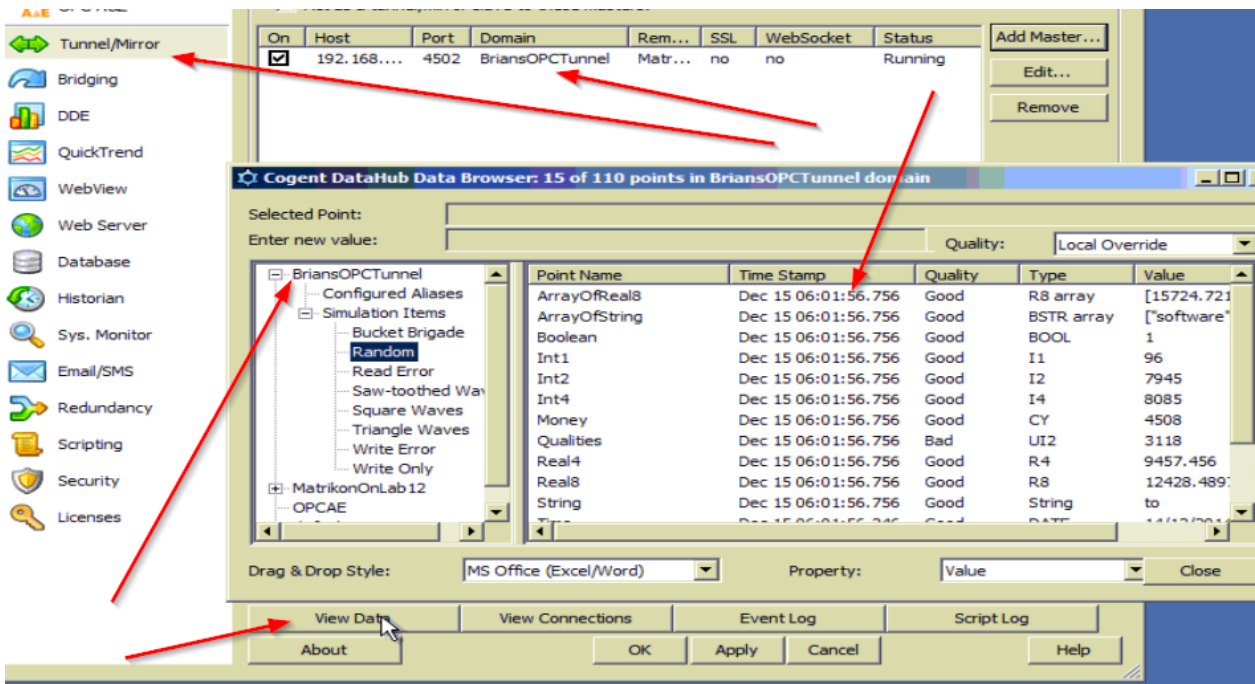 A&E OPC A&E
Tunnel/Mirror
Bridging
DDE
QuickTrend
WebView
Web Server
Database
Historian
Sys. Monitor
Email/SMS
Redundancy
Scripting
Security
Licenses
On Host Port Domain Rem... SSL WebSocket Status
192.168.... 4502 BriansOPCTunnel Matr... no no Running
Add Master...
Edit...
Remove
Cogent DataHub Data Browser: 15 of 110 points in BriansOPCTunnel domain
Selected Point:
Enter new value:
Quality: Local Override
BriansOPCTunnel
Configured Aliases
Simulation Items
Bucket Brigade
Random
Read Error
Saw-toothed Wav
Square Waves
Triangle Waves
Write Error
Write Only
MatrikonOnLab12
OPCAE
Point Name Time Stamp Quality Type Value
ArrayOfReal8 Dec 15 06:01:56.756 Good R8 array [15724.721
ArrayOfString Dec 15 06:01:56.756 Good BSTR array ["software"
Boolean Dec 15 06:01:56.756 Good BOOL 1
Int1 Dec 15 06:01:56.756 Good I1 96
Int2 Dec 15 06:01:56.756 Good I2 7945
Int4 Dec 15 06:01:56.756 Good I4 8085
Money Dec 15 06:01:56.756 Good CY 4508
Qualities Dec 15 06:01:56.756 Bad UI2 3118
Real4 Dec 15 06:01:56.756 Good R4 9457.456
Real8 Dec 15 06:01:56.756 Good R8 12428.489
String Dec 15 06:01:56.756 Good String to
Drag & Drop Style: MS Office (Excel/Word) Property: Value Close
View Data View Connections Event Log Script Log
About OK Apply Cancel Help